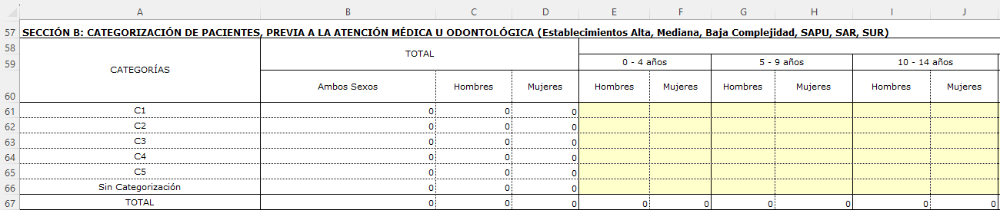 A B C D E F G H I J
57 SECCIÓN B: CATEGORIZACIÓN DE PACIENTES, PREVIA A LA ATENCIÓN MÉDICA U ODONTOLÓGICA (Establecimientos Alta, Mediana, Baja Complejidad, SAPU, SAR, SUR)
58
TOTAL
59 CATEGORÍAS 0 - 4 años 5 - 9 años 10 - 14 años
60 Ambos Sexos Hombres Mujeres Hombres Mujeres Hombres Mujeres Hombres Mujeres
61 C1 0 0 0
62 C2 0 0 0
63 C3 0 0 0
64 C4 0 0 0
65 C5 0 0 0
66 Sin Categorización 0 0 0
67 TOTAL 0 0 0 0 0 0 0 0 0